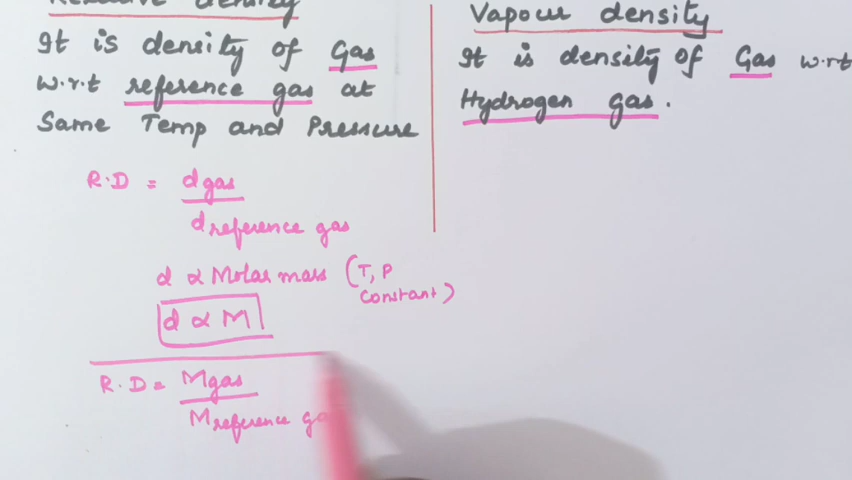 density
It is density of Gas
w.r.t reference gas at
Same Temp and Pressure
R.D = dgas
dreference gas
d ∝ Molar mass (T, P
constant)
d ∝ M
R.D = Mgas
Mreference
Vapour density
It is density of Gas w.r.t
Hydrogen gas.